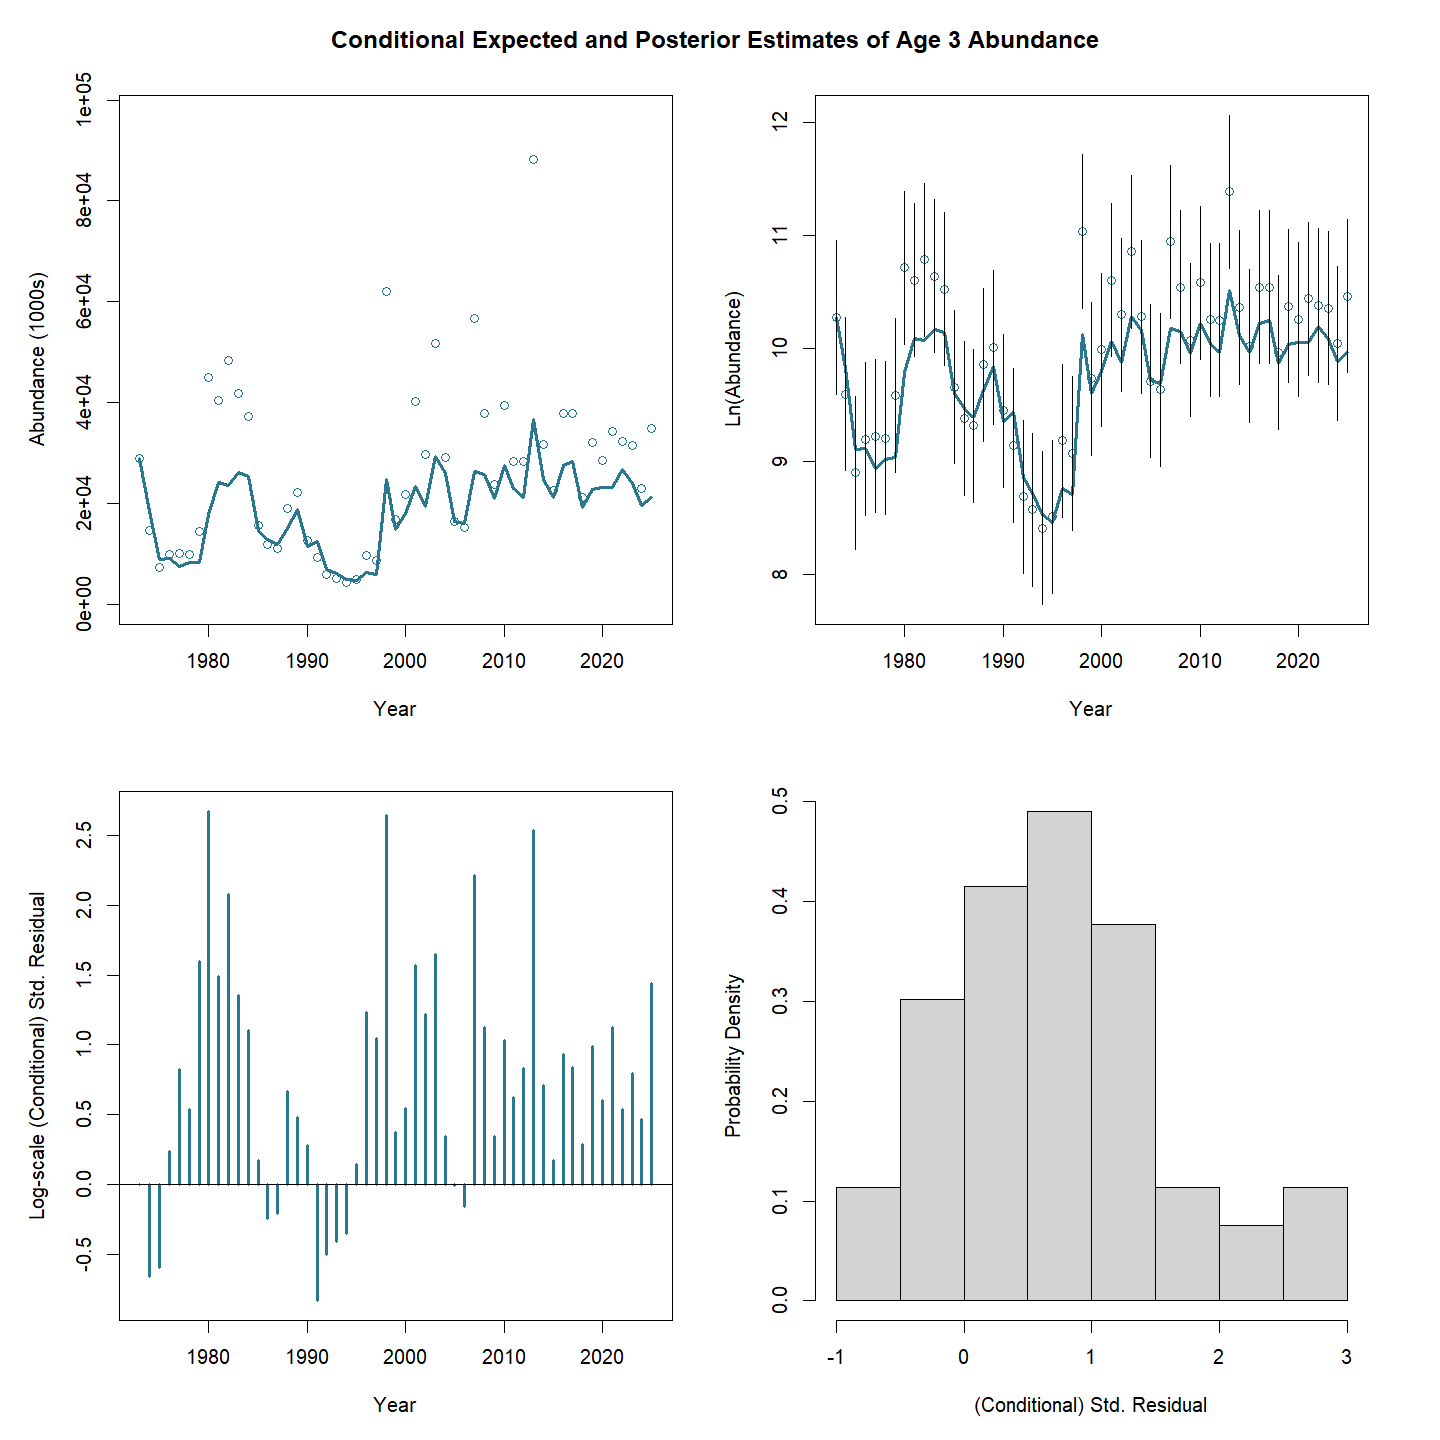 Conditional Expected and Posterior Estimates of Age 3 Abundance
Abundance (1000s)
1e+05
8e+04
6e+04
4e+04
2e+04
0e+00
1980 1990 2000 2010 2020
Year
Ln(Abundance)
12
11
10
9
8
1980 1990 2000 2010 2020
Year
Log-scale (Conditional) Std. Residual
2.5
2.0
1.5
1.0
0.5
0.0
-0.5
1980 1990 2000 2010 2020
Year
Probability Density
0.5
0.4
0.3
0.2
0.1
0.0
-1 0 1 2 3
(Conditional) Std. Residual